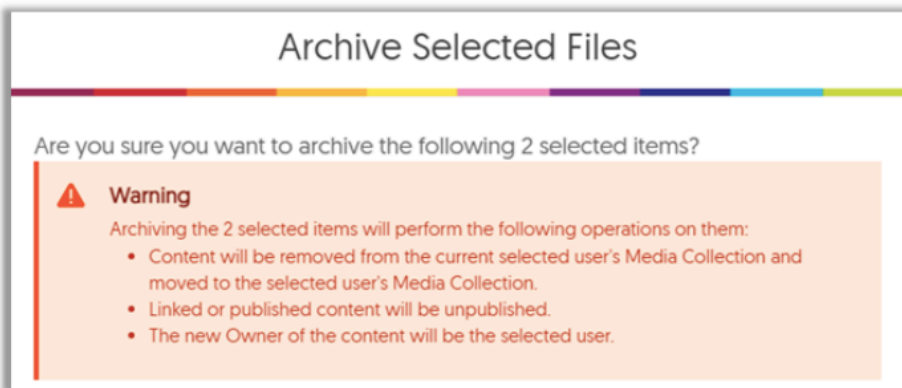 Archive Selected Files
Are you sure you want to archive the following 2 selected items?
Warning
Archiving the 2 selected items will perform the following operations on them:
• Content will be removed from the current selected user's Media Collection and
moved to the selected user's Media Collection.
• Linked or published content will be unpublished.
• The new Owner of the content will be the selected user.